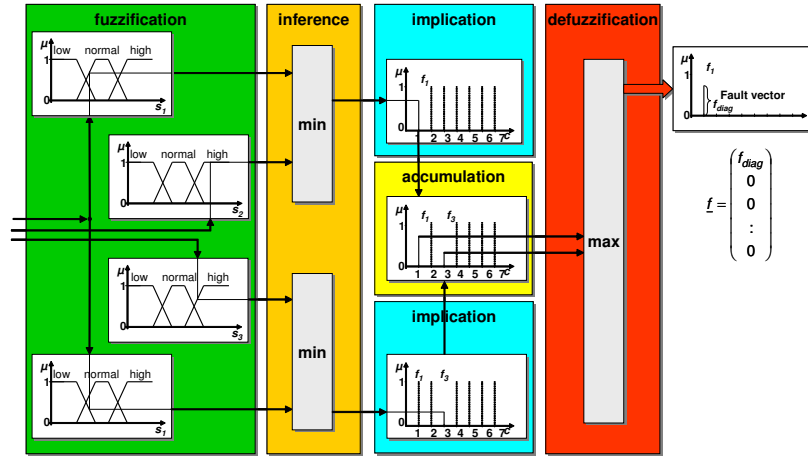 fuzzification
inference
implication
defuzzification
μ low normal high
1
0
s1
μ low normal high
1
0
s2
μ low normal high
1
0
s3
μ low normal high
1
0
s1
min
min
μ
f1
1
0
1 2 3 4 5 6 7 c
accumulation
μ
f1 f3
1
0
1 2 3 4 5 6 7 c
implication
μ
f1 f3
1
0
1 2 3 4 5 6 7 c
max
μ
f1
1
Fault vector
fdiag
0
f = ( fdiag
0
0
:
0 )